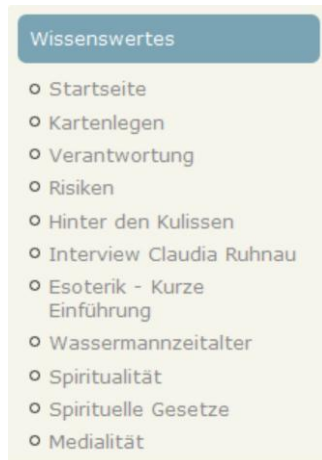 Wissenswertes
Startseite
Kartenlegen
Verantwortung
Risiken
Hinter den Kulissen
Interview Claudia Ruhnau
Esoterik - Kurze
Einführung
Wassermannzeitalter
Spiritualität
Spirituelle Gesetze
Medialität